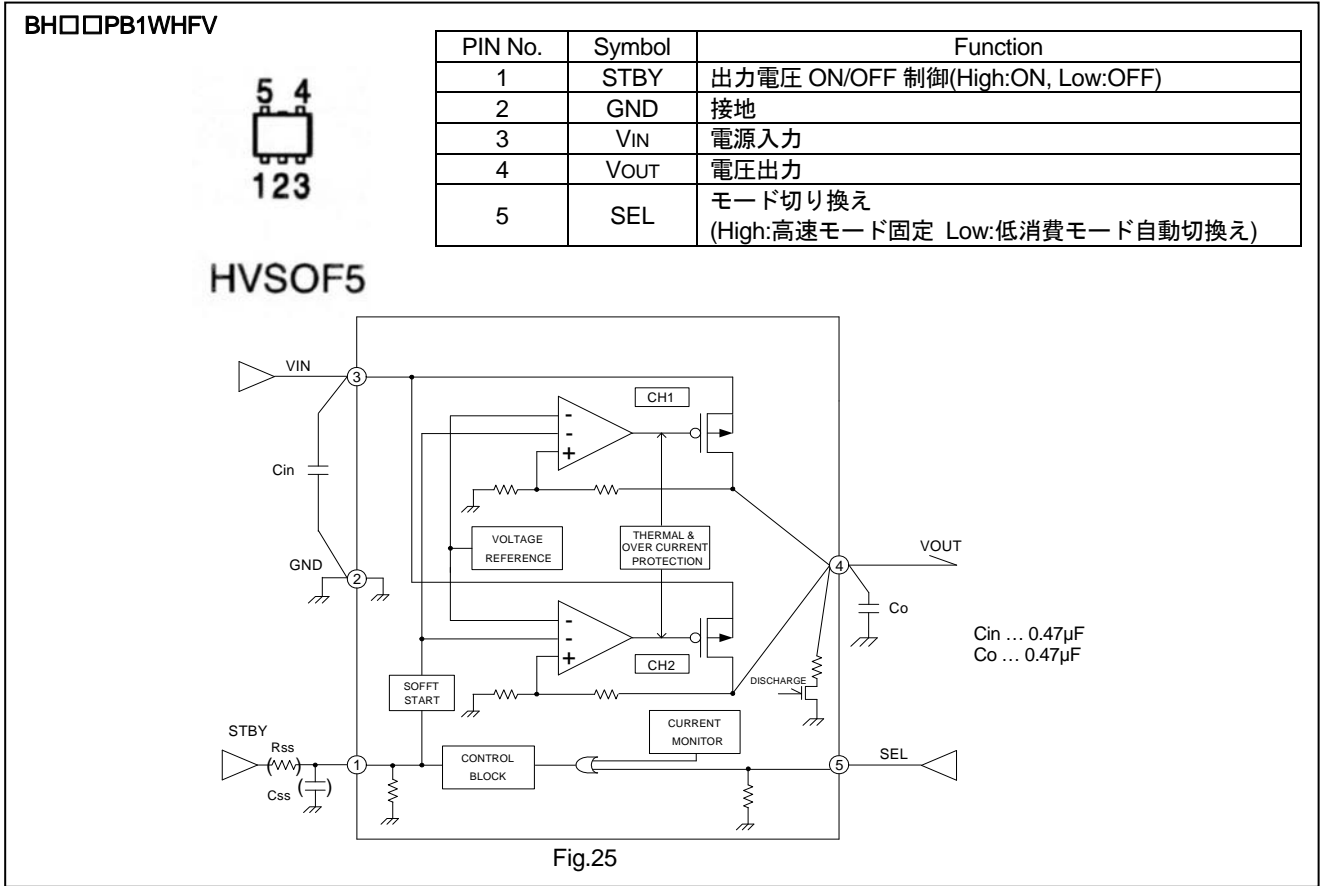 BH□□PB1WHFV
PIN No. Symbol Function
1 STBY 出力電圧 ON/OFF 制御(High:ON, Low:OFF)
2 GND 接地
3 VIN 電源入力
4 VOUT 電圧出力
5 SEL モード切り換え
(High:高速モード固定 Low:低消費モード自動切換え)
5 4
123
HVSOF5
VIN
3
CH1
-
-
+
Cin
VOLTAGE
REFERENCE
THERMAL &
OVER CURRENT
PROTECTION
VOUT
GND
2
4
Co
Cin … 0.47µF
Co … 0.47µF
-
-
+
CH2
SOFFT
START
DISCHARGE
CURRENT
MONITOR
STBY
Rss
( )
1
CONTROL
BLOCK
5
SEL
Css
( )
Fig.25